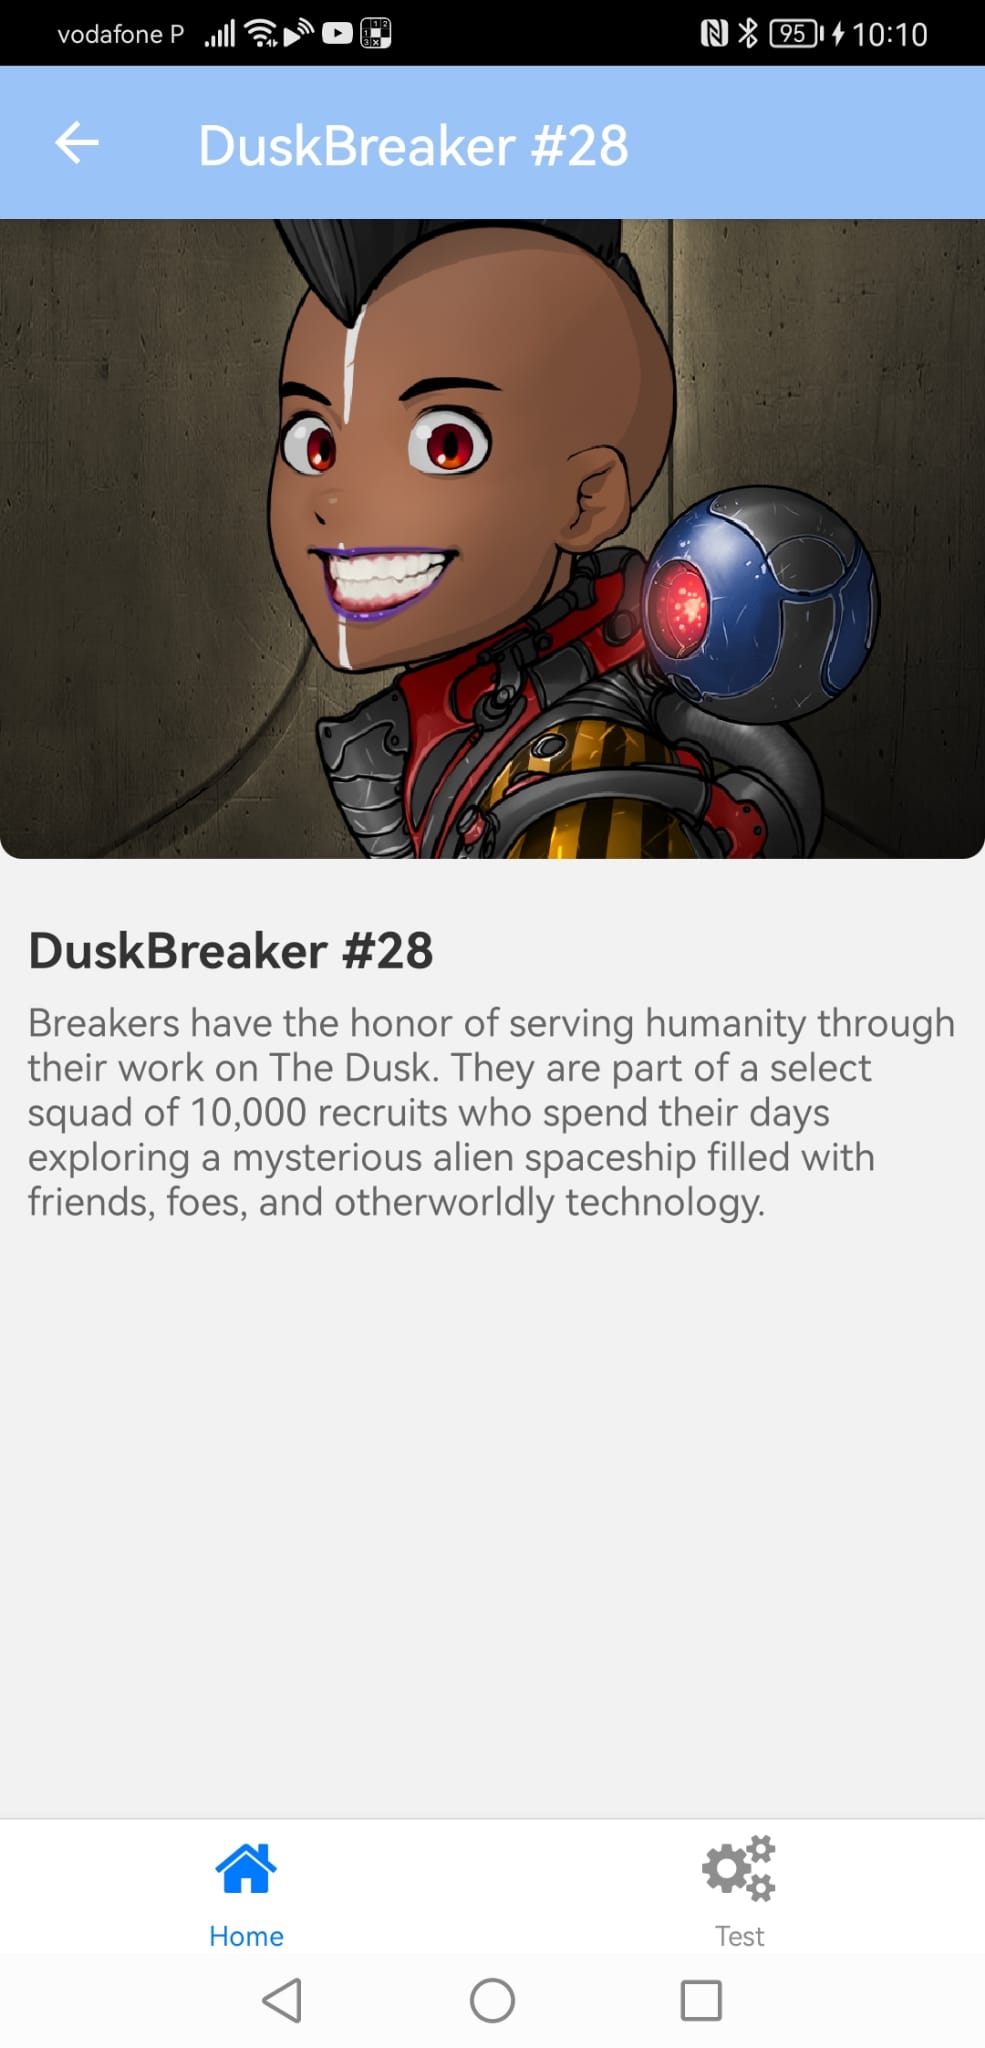 vodafone P 95 10:10
DuskBreaker #28
DuskBreaker #28
Breakers have the honor of serving humanity through
their work on The Dusk. They are part of a select
squad of 10,000 recruits who spend their days
exploring a mysterious alien spaceship filled with
friends, foes, and otherworldly technology.
Home Test